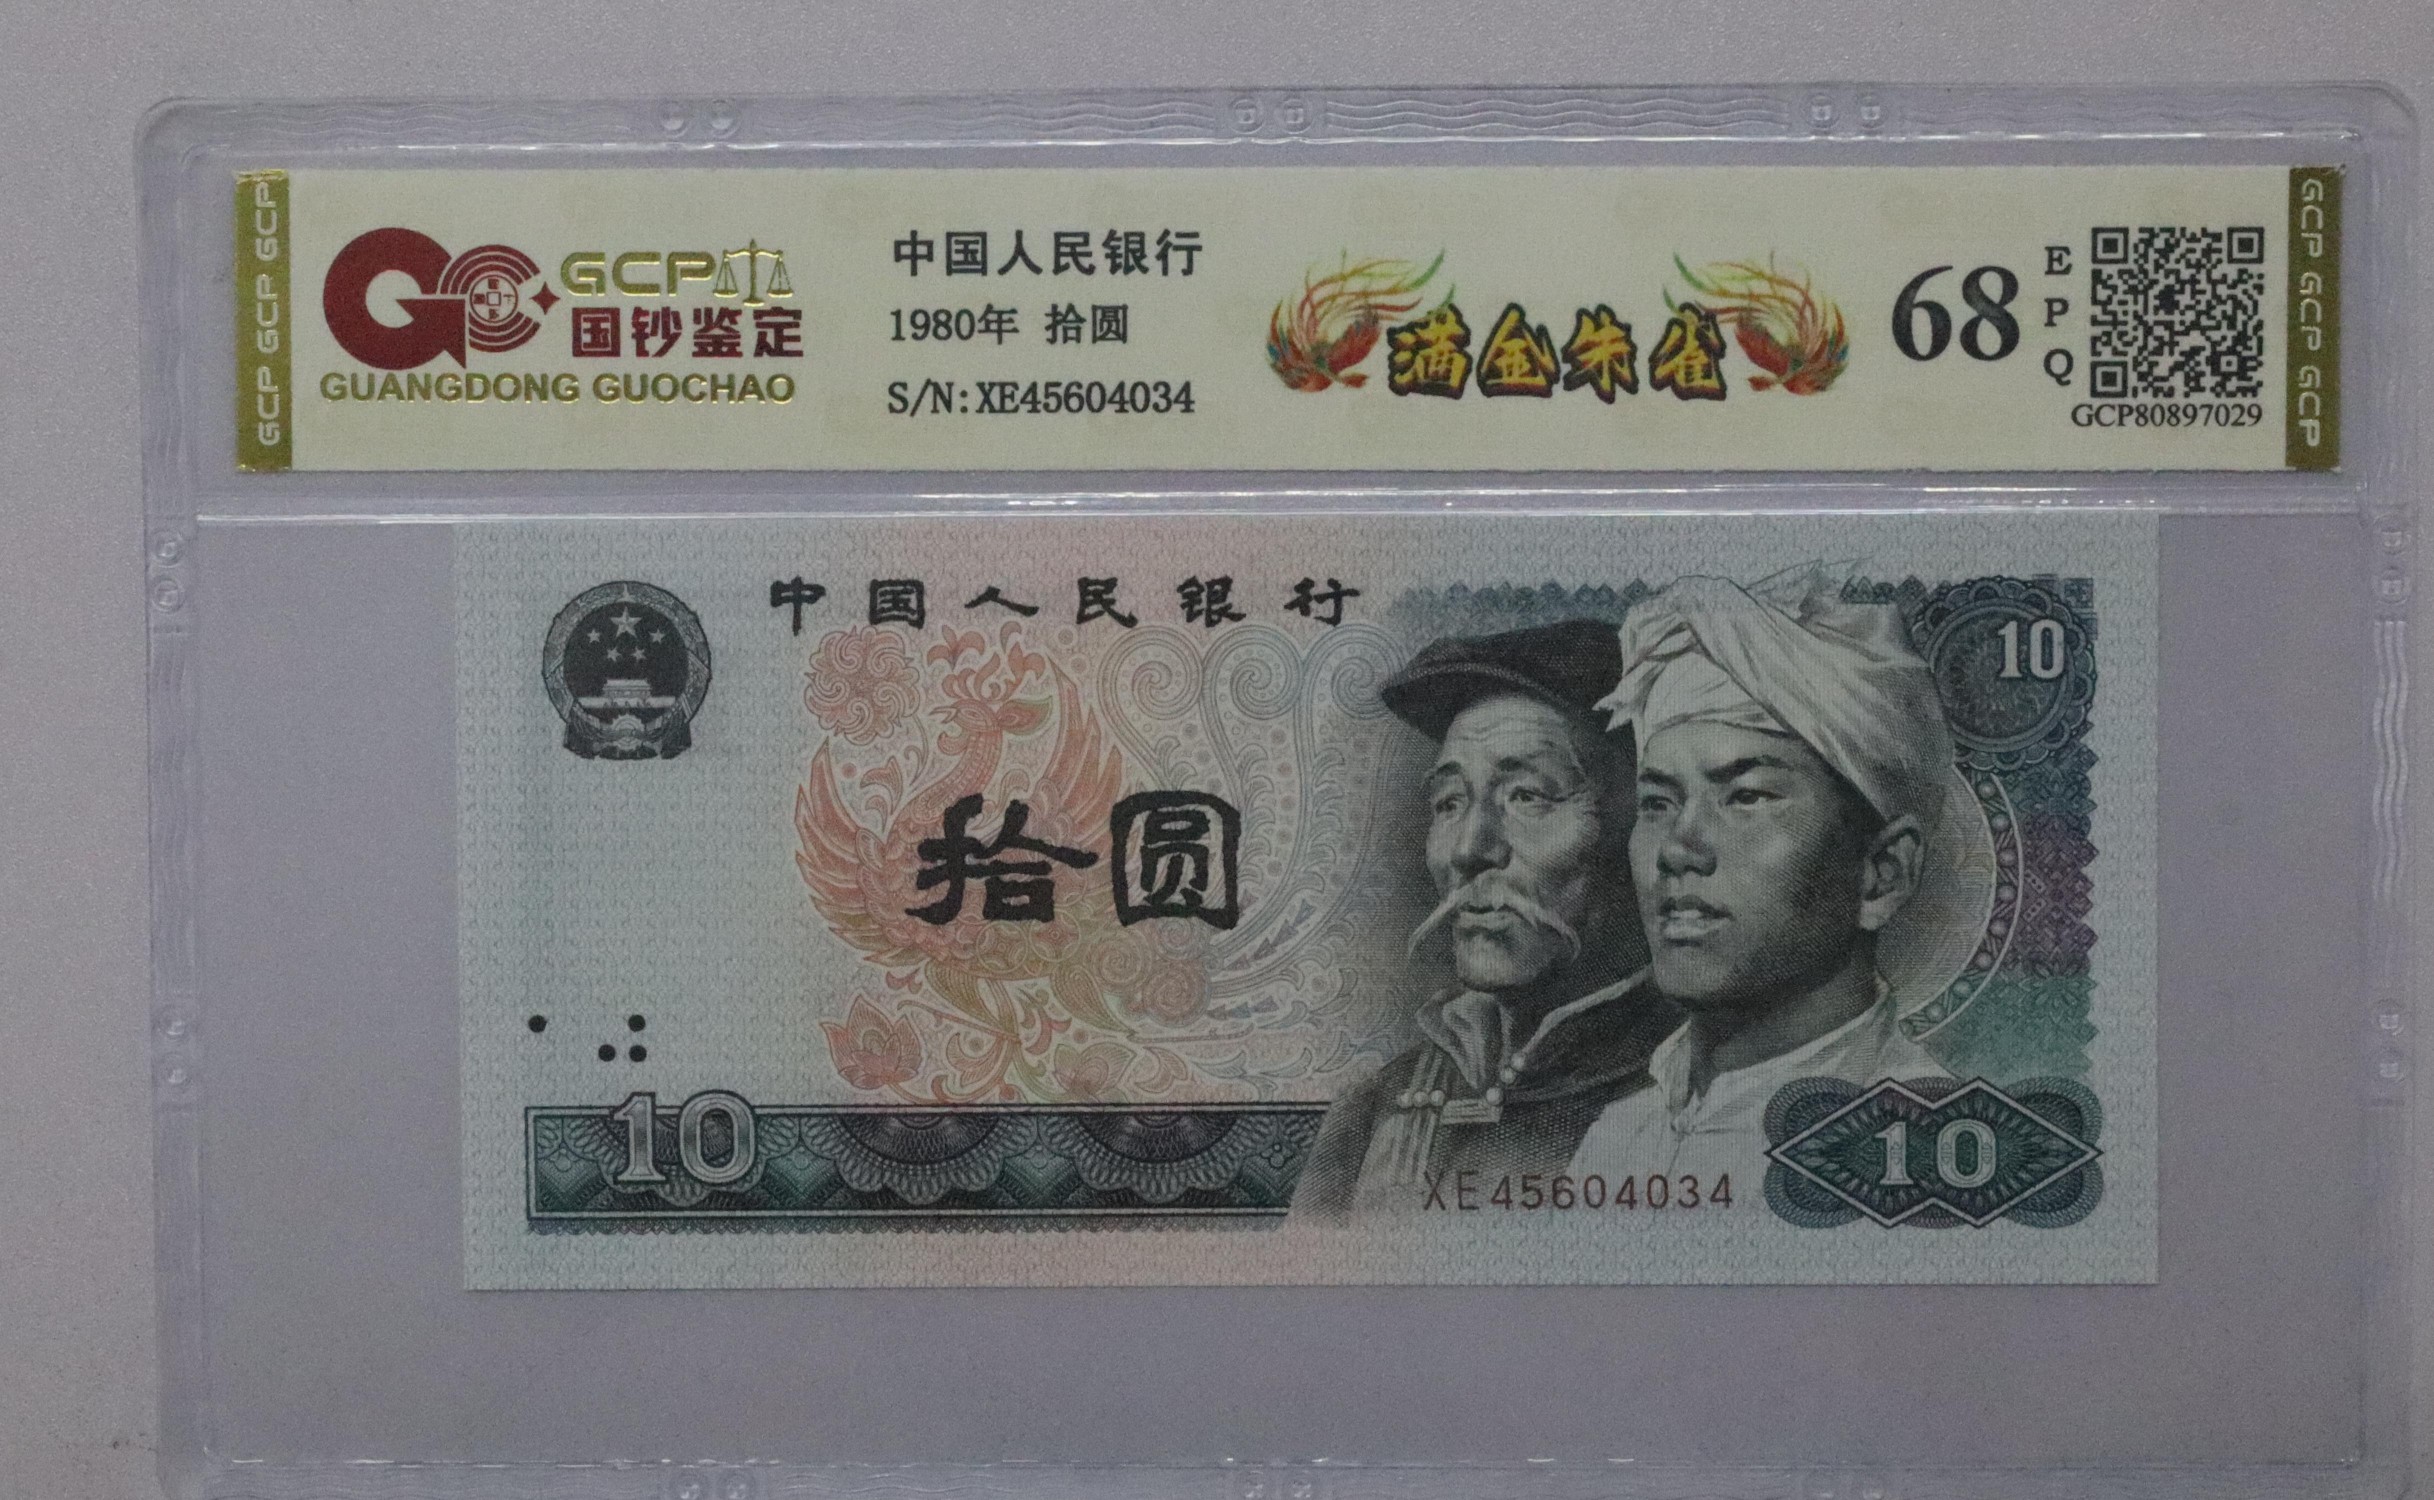 GCP
国钞鉴定
GUANGDONG GUOCHAO
中国人民银行
1980年 拾圆
S/N:XE45604034
满金朱雀
68
EPQ
GCP80897029
GCP GCP GCP
GCP GCP GCP
中国人民银行
10
拾圆
10
XE45604034
10